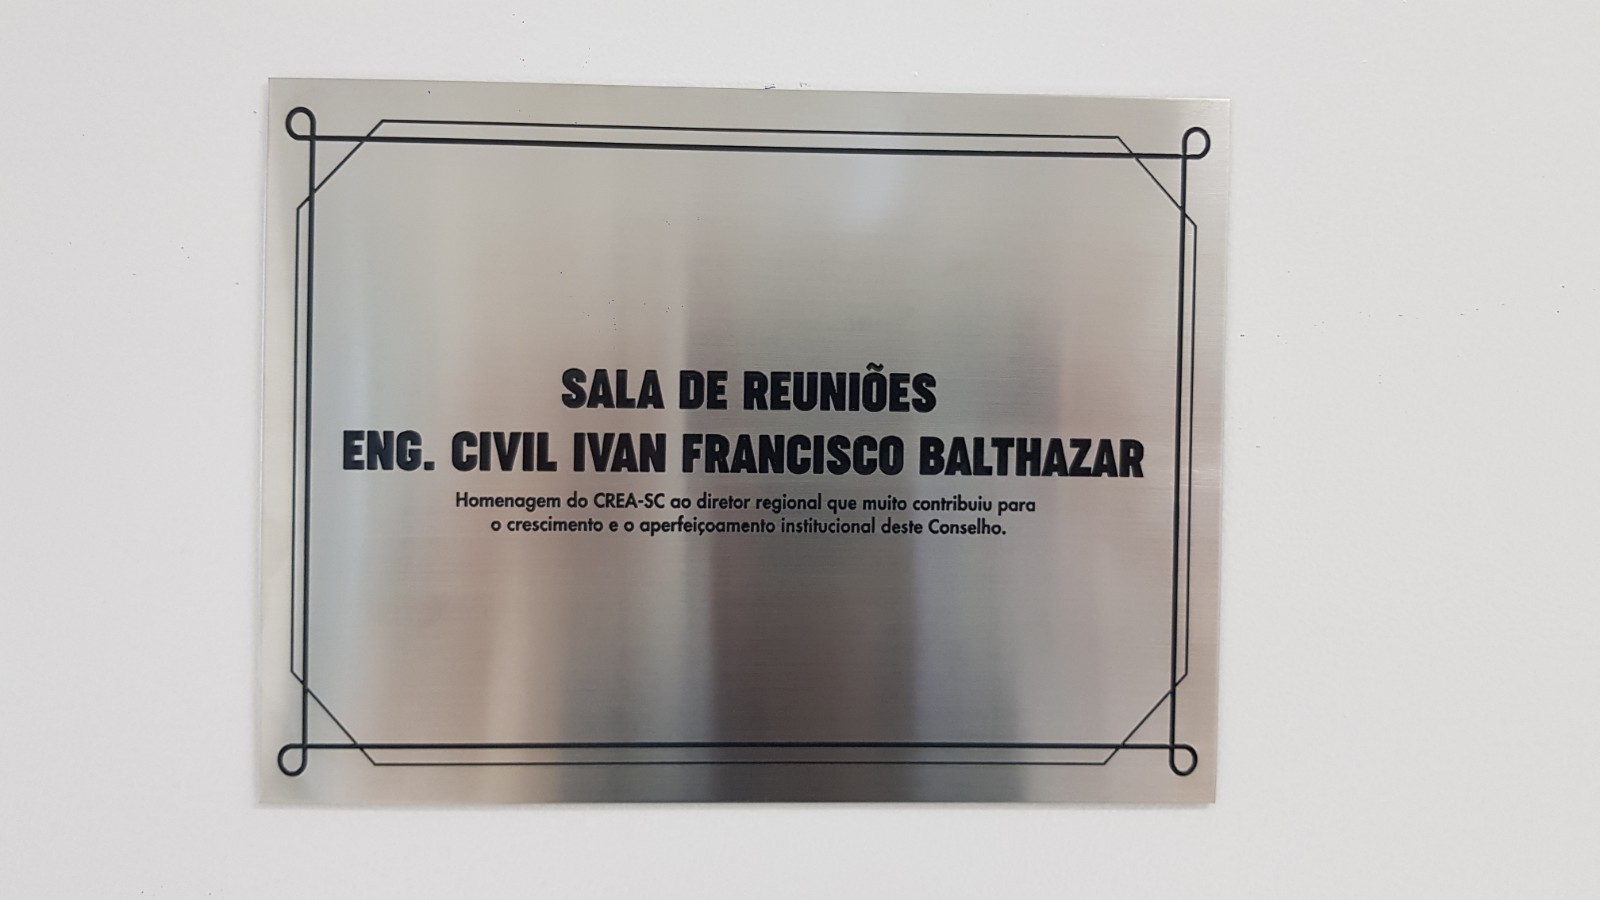 SALA DE REUNIÕES
ENG. CIVIL IVAN FRANCISCO BALTHAZAR
Homenagem do CREA-SC ao diretor regional que muito contribuiu para
o crescimento e o aperfeiçoamento institucional deste Conselho.